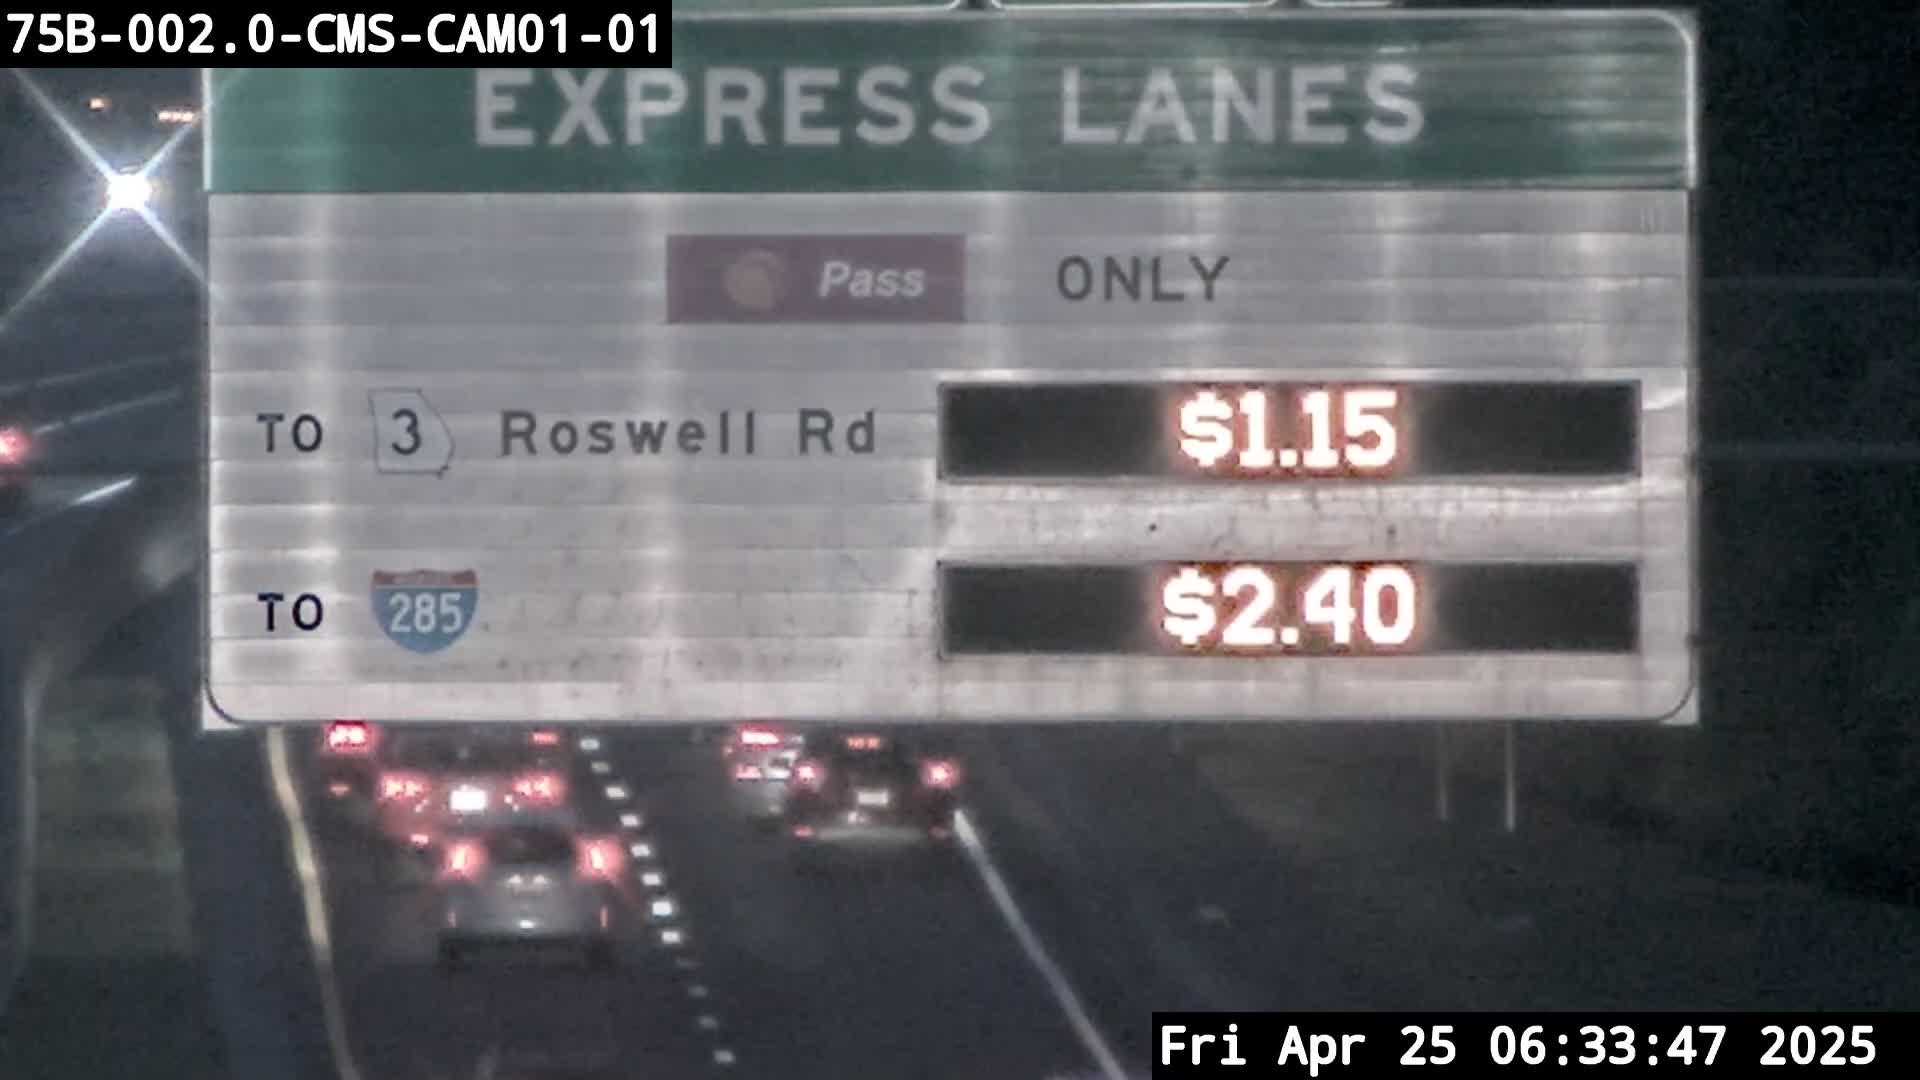 75B-002.0-CMS-CAM01-01
EXPRESS LANES
Pass ONLY
TO 3 Roswell Rd $1.15
TO 285 $2.40
Fri Apr 25 06:33:47 2025